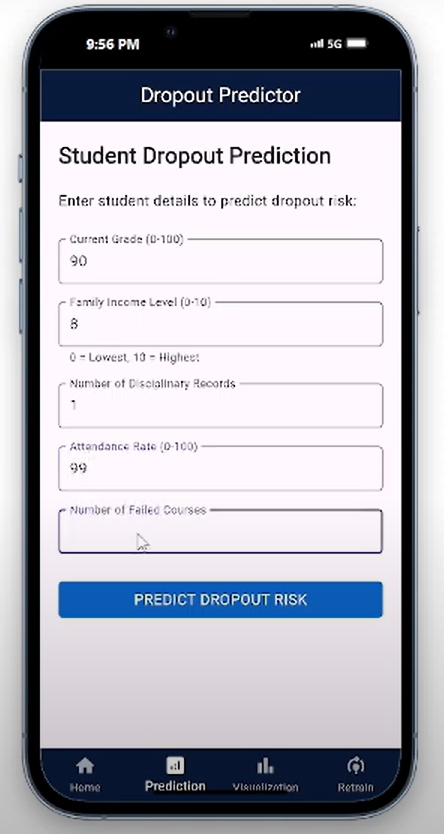 9:56 PM 5G
Dropout Predictor
Student Dropout Prediction
Enter student details to predict dropout risk:
Current Grade (0-100)
90
Family Income Level (0-10)
8
0 = Lowest, 10 = Highest
Number of Disciplinary Records
1
Attendance Rate (0-100)
99
Number of Failed Courses
PREDICT DROPOUT RISK
Home Prediction Visualization Retrain